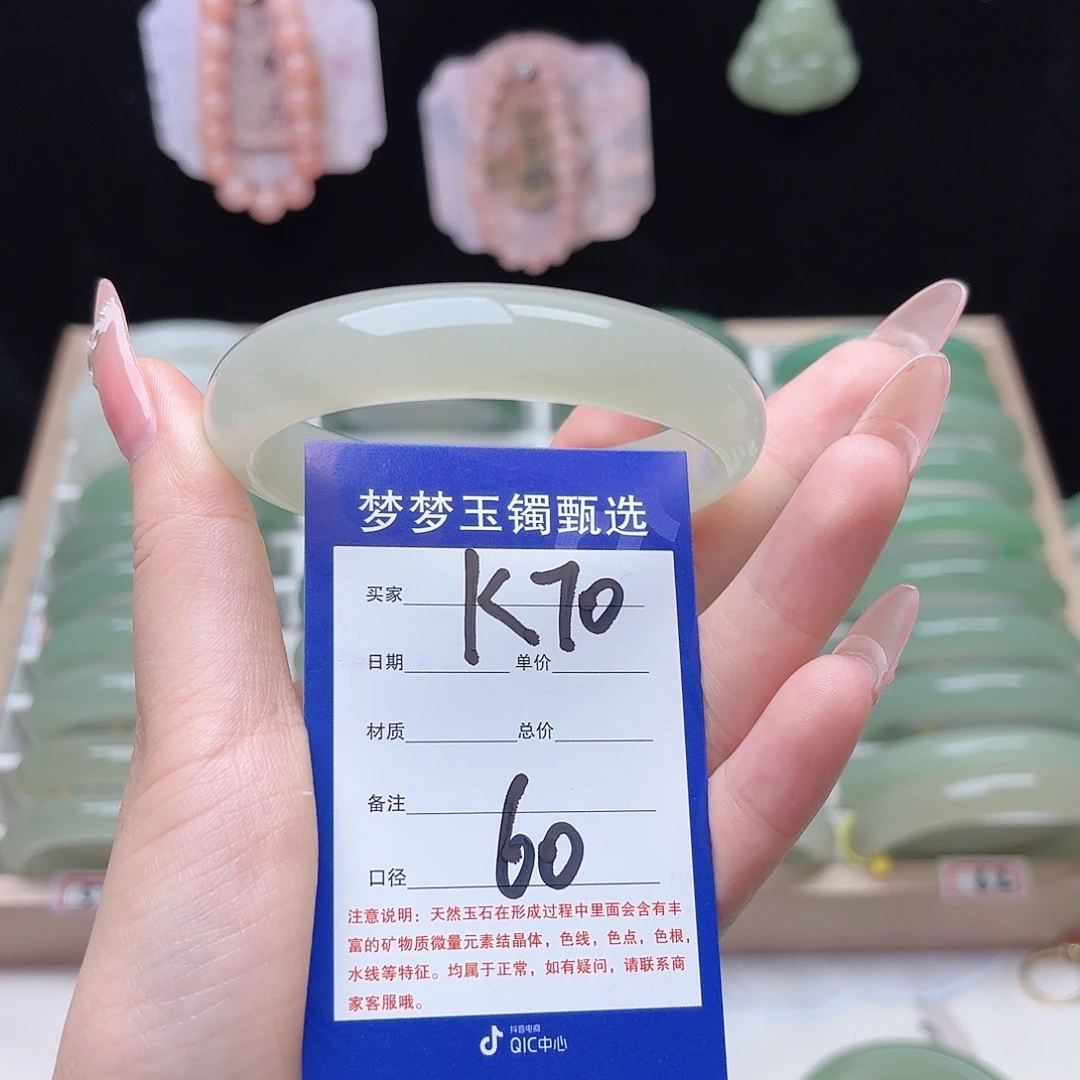 梦梦玉镯甄选
买家 K70
日期 单价
材质 总价
备注
口径 60
注意说明：天然玉石在形成过程中里面会含有丰
富的矿物质微量元素结晶体，色线，色点，色根，
水线等特征。均属于正常，如有疑问，请联系商
家客服哦。
抖音电商
QIC中心